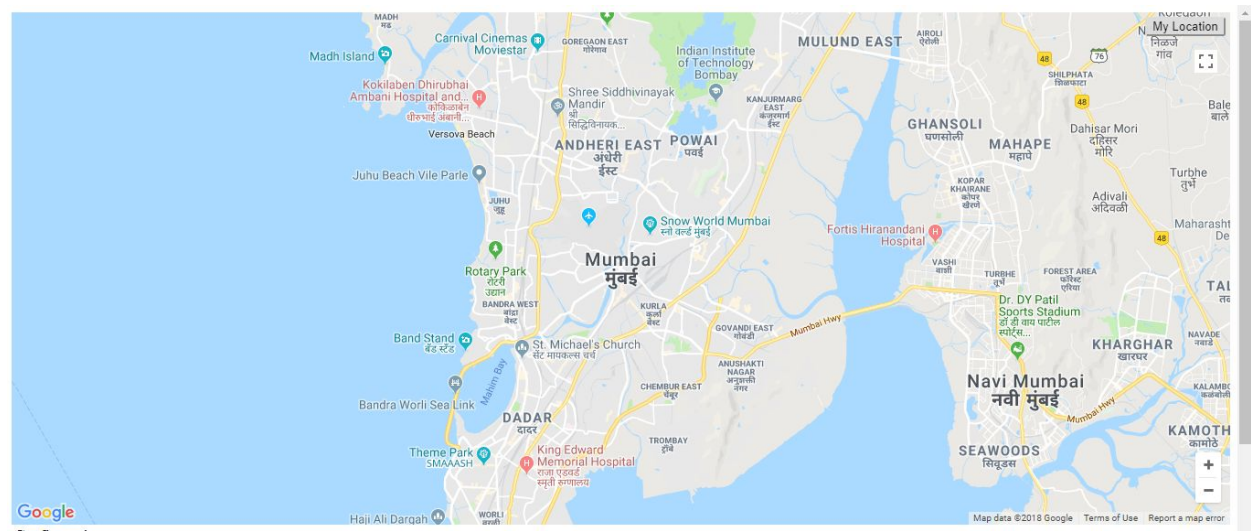 MADH
मढ
Carnival Cinemas
Moviestar
GOREGAON EAST
गोरेगाव
Madh Island
Indian Institute
of Technology
Bombay
MULUND EAST
AIROLI
ऐरोली
My Location
निळजे
गांव
48
76
SHILPHATA
शिळफाटा
48
Kokilaben Dhirubhai
Ambani Hospital and...
कोकिळाबेन
धीरुभाई अंबानी...
Shree Siddhivinayak
Mandir
श्री
सिद्धिविनायक...
KANJURMARG
EAST
कंजूरमार्ग
ईस्ट
Bale
बाले
Versova Beach
GHANSOLI
घणसोली
Dahisar Mori
दहिसर
मोरि
ANDHERI EAST
अंधेरी
ईस्ट
POWAI
पवई
MAHAPE
महापे
Juhu Beach Vile Parle
Turbhe
तुर्भे
KOPAR
KHAIRANE
कोपर
खैरणे
JUHU
जुहू
Adivali
अदिवली
Snow World Mumbai
स्नो वर्ल्ड मुंबई
Fortis Hiranandani
Hospital
Maharasht
De
48
Mumbai
मुंबई
Rotary Park
रोटरी
उद्यान
VASHI
वाशी
TURBHE
तुर्भे
FOREST AREA
फॉरेस्ट
एरिया
TAL
BANDRA WEST
बांद्रा
वेस्ट
KURLA
कुर्ला
वेस्ट
Dr. DY Patil
Sports Stadium
डॉ डी वाय पाटील
स्पोर्ट्स...
Mumbai Hwy
GOVANDI EAST
गोवंडी
Band Stand
बँड स्टँड
St. Michael's Church
सेंट मायकल्स चर्च
NAVADE
नवाडे
KHARGHAR
खारघर
ANUSHAKTI
NAGAR
अनुशक्ती
नगर
Mahim Bay
CHEMBUR EAST
चेंबूर
Navi Mumbai
नवी मुंबई
KALAMBO
कळंबोली
Bandra Worli Sea Link
Mumbai Hwy
DADAR
दादर
KAMOTH
कामोठे
TROMBAY
ट्रॉंबे
SEAWOODS
सिवूडस
Theme Park
SMAAASH
King Edward
Memorial Hospital
राजा एडवर्ड
स्मृती रुग्णालय
+
−
Google
Haji Ali Dargah
WORLI
वरळी
Map data ©2018 Google
Terms of Use
Report a map error